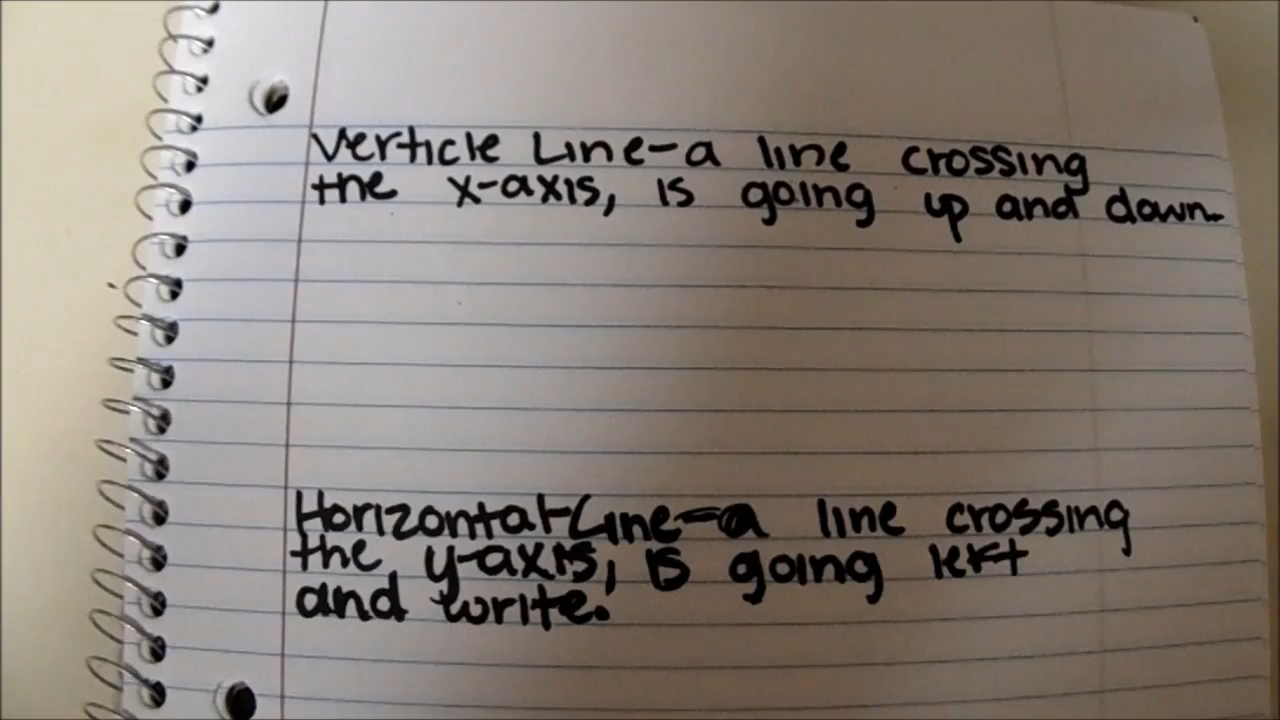 Verticle Line-a line crossing
the x-axis, is going up and down.
Horizontal-Line-a line crossing
the y-axis, is going left
and write.